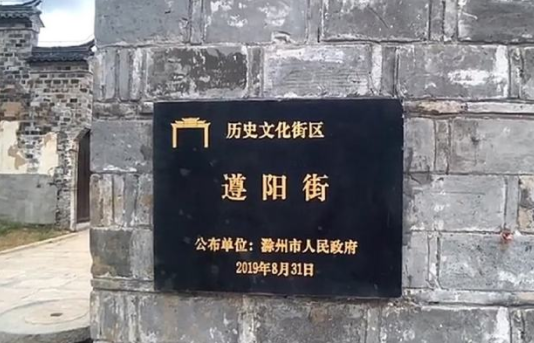 历史文化街区
遵阳街
公布单位：滁州市人民政府
2019年8月31日